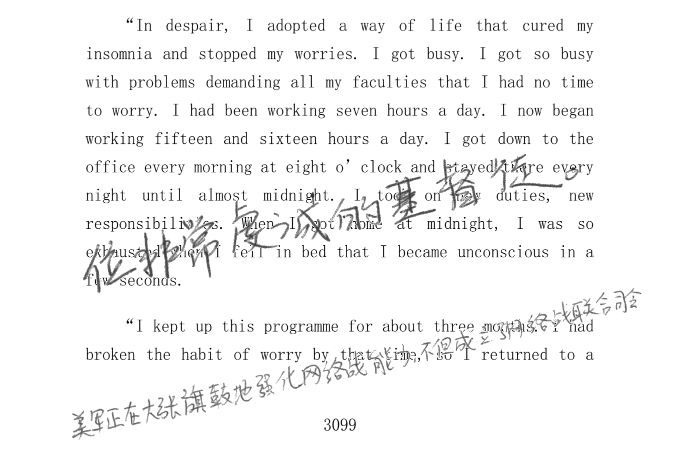 “In despair, I adopted a way of life that cured my
insomnia and stopped my worries. I got busy. I got so busy
with problems demanding all my faculties that I had no time
to worry. I had been working seven hours a day. I now began
working fifteen and sixteen hours a day. I got down to the
office every morning at eight o’clock and stayed there every
night until almost midnight. I took on new duties, new
responsibilities. When I got home at midnight, I was so
exhausted when I fell in bed that I became unconscious in a
few seconds.
位非常虔诚的基督徒。
“I kept up this programme for about three months. I had
broken the habit of worry by that time, so I returned to a
美军正在大张旗鼓地强化网络战能力,不但成立了网络战联合司令
3099